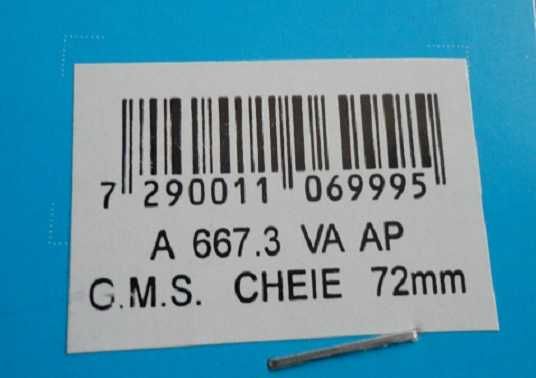 7 290011 069995
A 667.3 VA AP
G.M.S. CHEIE 72mm